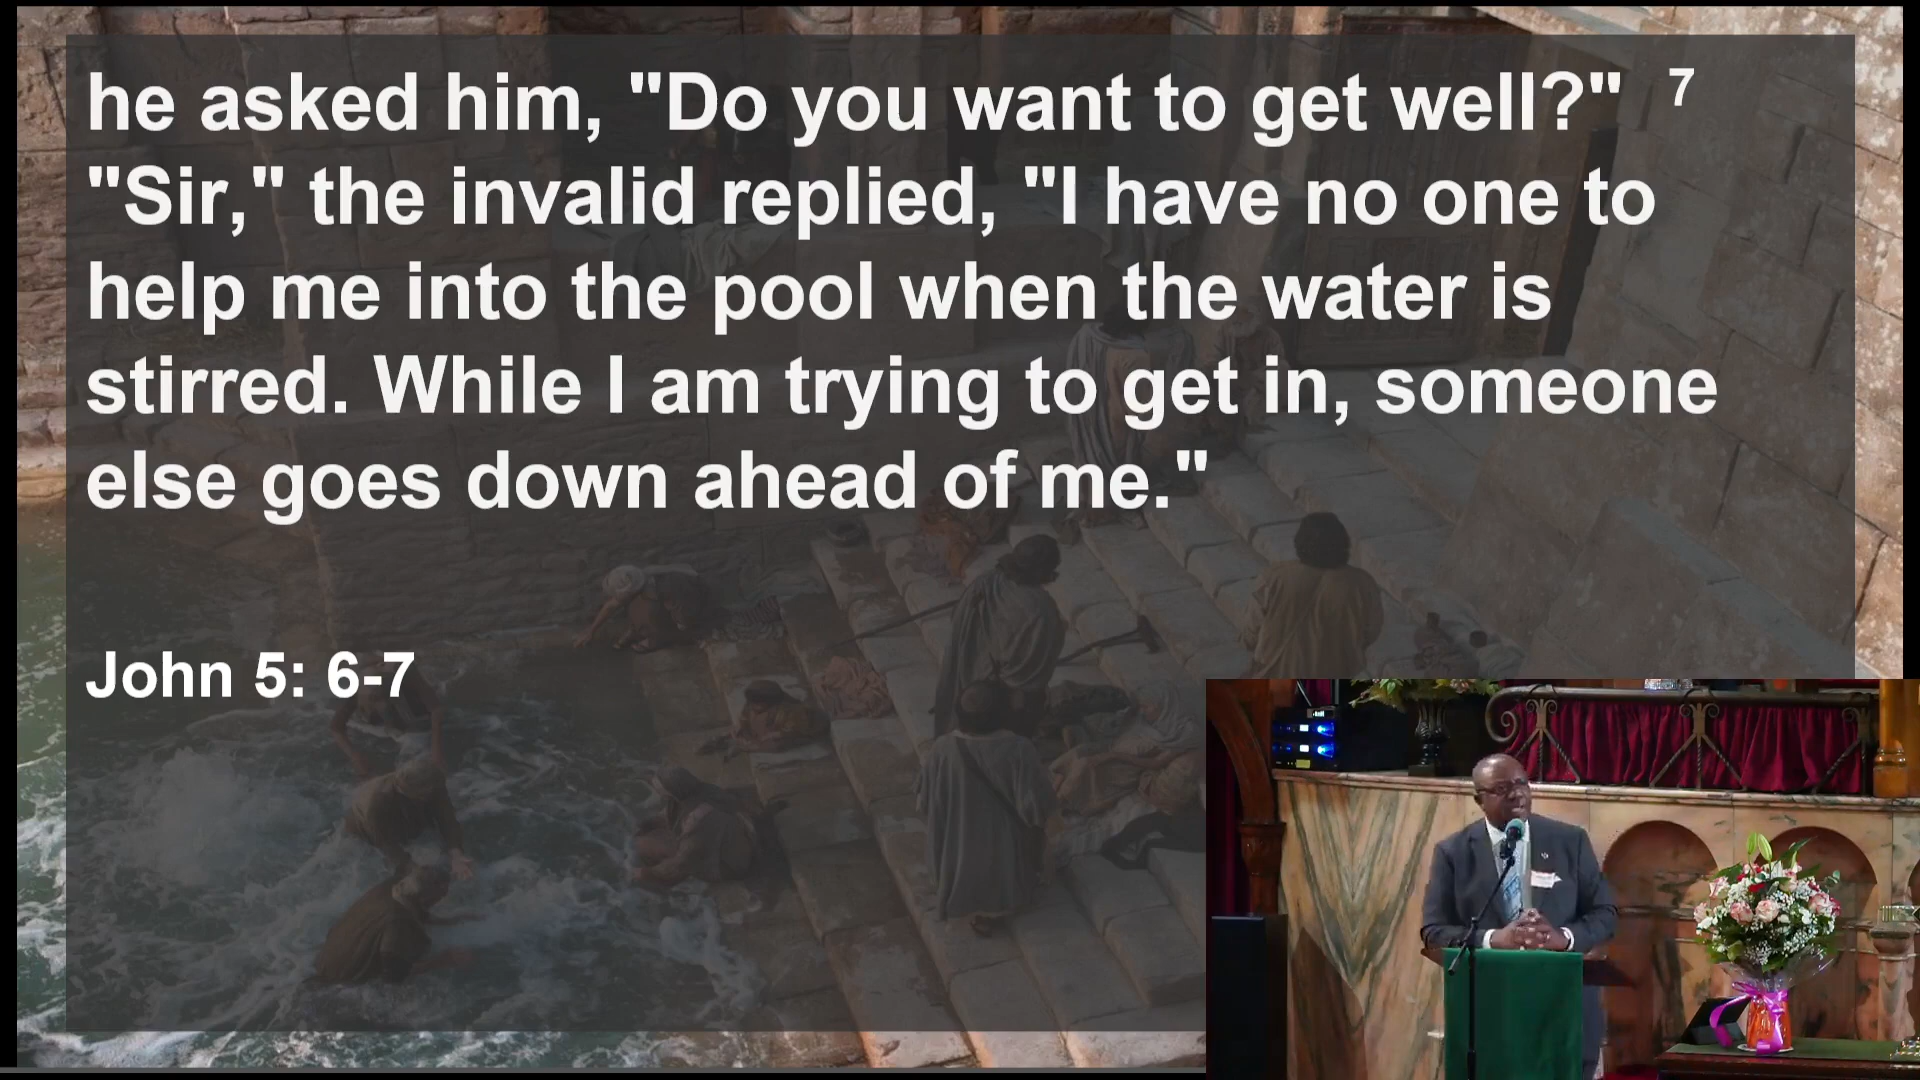 he asked him, "Do you want to get well?" 7
"Sir," the invalid replied, "I have no one to
help me into the pool when the water is
stirred. While I am trying to get in, someone
else goes down ahead of me."
John 5: 6-7